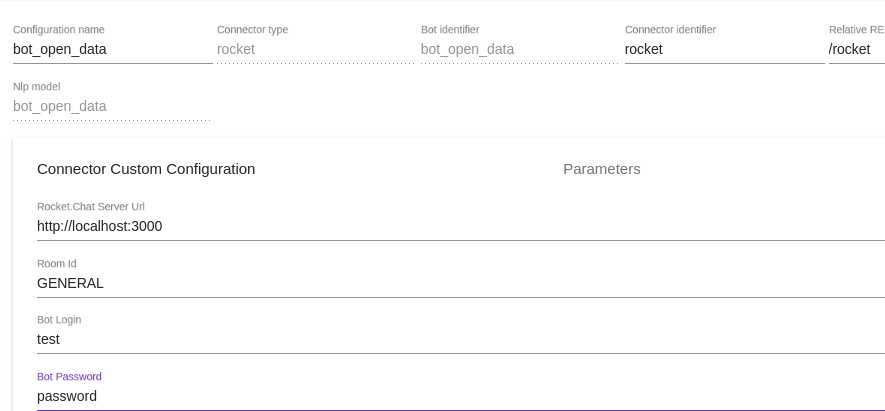 Configuration name Connector type Bot identifier Connector identifier Relative RE
bot_open_data rocket bot_open_data rocket /rocket
Nlp model
bot_open_data
Connector Custom Configuration Parameters
Rocket.Chat Server Url
http://localhost:3000
Room Id
GENERAL
Bot Login
test
Bot Password
password